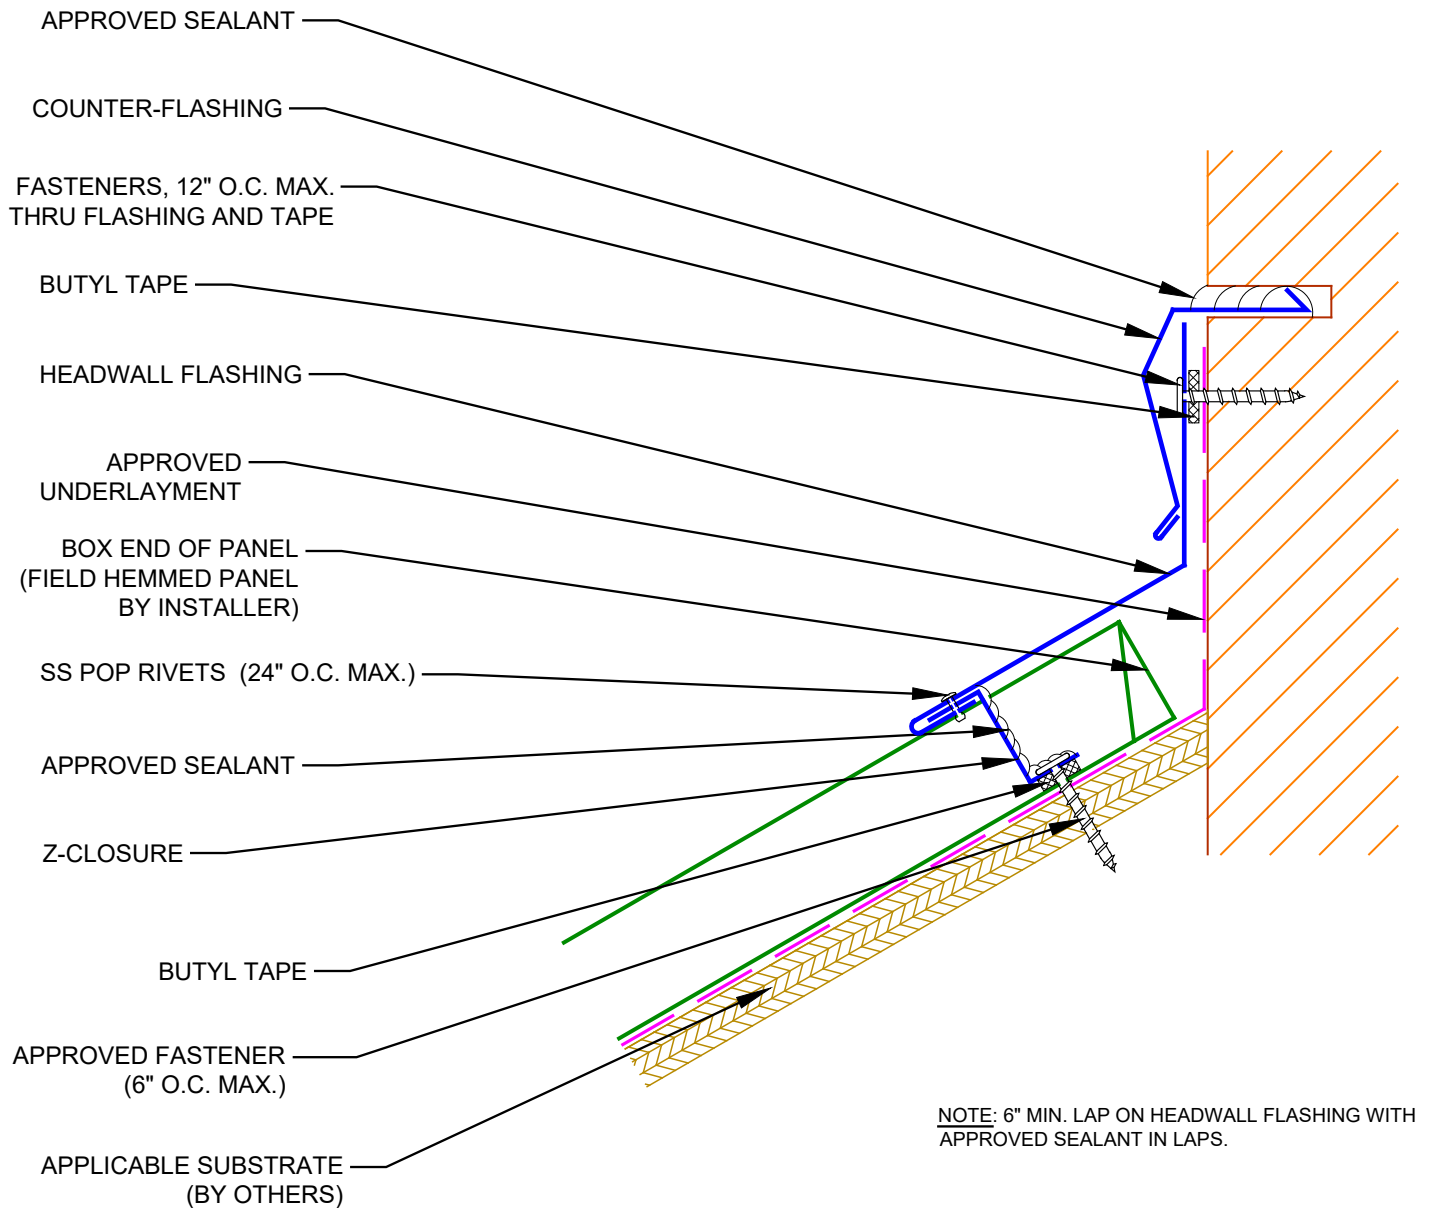 APPROVED SEALANT
COUNTER-FLASHING
FASTENERS, 12" O.C. MAX.
THRU FLASHING AND TAPE
BUTYL TAPE
HEADWALL FLASHING
APPROVED
UNDERLAYMENT
BOX END OF PANEL
(FIELD HEMMED PANEL
BY INSTALLER)
SS POP RIVETS (24" O.C. MAX.)
APPROVED SEALANT
Z-CLOSURE
BUTYL TAPE
APPROVED FASTENER
(6" O.C. MAX.)
APPLICABLE SUBSTRATE
(BY OTHERS)
NOTE: 6" MIN. LAP ON HEADWALL FLASHING WITH
APPROVED SEALANT IN LAPS.